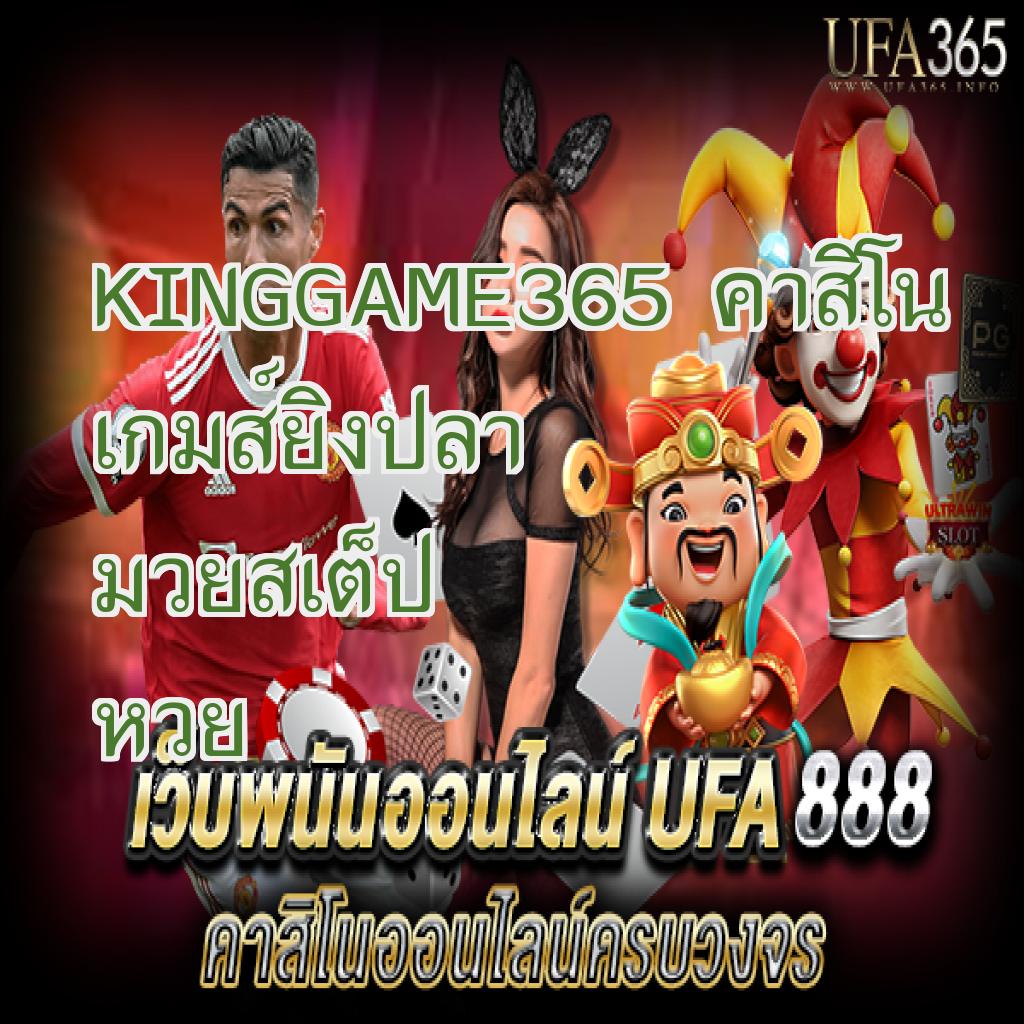 UFA365
WWW.UFA365.INFO
KINGGAME365 คาสิโน
เกมส์ยิงปลา
มวยสเต็ป
หวย
PG
ULTRAWIN
SLOT
เว็บพนันออนไลน์ UFA 888
คาสิโนออนไลน์ครบวงจร